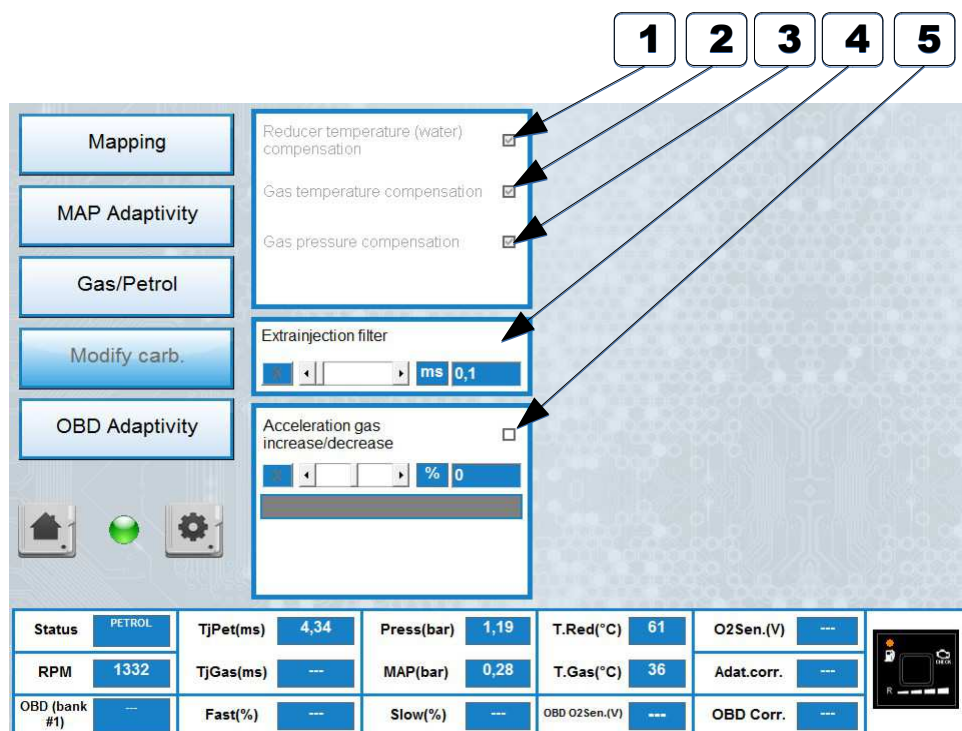 1 2 3 4 5
Mapping
MAP Adaptivity
Gas/Petrol
Modify carb.
OBD Adaptivity
Reducer temperature (water)
compensation
Gas temperature compensation
Gas pressure compensation
Extrainjection filter
ms 0,1
Acceleration gas
increase/decrease
% 0
Status PETROL TjPet(ms) 4,34 Press(bar) 1,19 T.Red(°C) 61 O2Sen.(V) ---
RPM 1332 TjGas(ms) --- MAP(bar) 0,28 T.Gas(°C) 36 Adat.corr. ---
OBD (bank
#1) --- Fast(%) --- Slow(%) --- OBD O2Sen.(V) --- OBD Corr. ---
CHECK
R